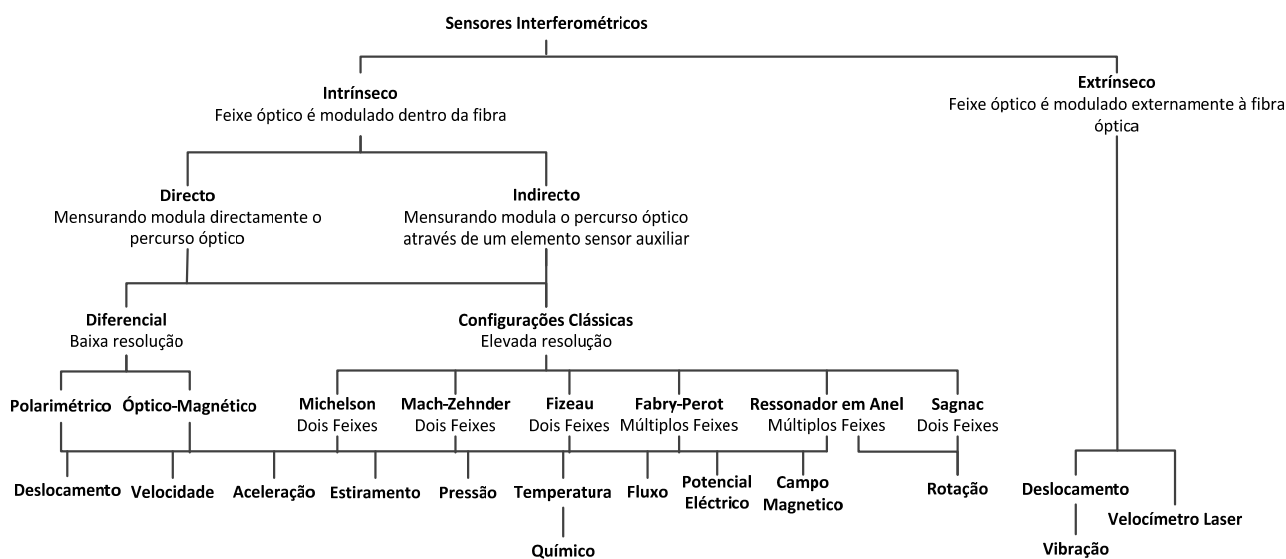 Sensores Interferométricos
Intrínseco
Feixe óptico é modulado dentro da fibra
Extrínseco
Feixe óptico é modulado externamente à fibra
óptica
Directo
Mensurando modula directamente o
percurso óptico
Indirecto
Mensurando modula o percurso óptico
através de um elemento sensor auxiliar
Diferencial
Baixa resolução
Configurações Clássicas
Elevada resolução
Polarimétrico
Óptico-Magnético
Michelson
Dois Feixes
Mach-Zehnder
Dois Feixes
Fizeau
Dois Feixes
Fabry-Perot
Múltiplos Feixes
Ressonador em Anel
Múltiplos Feixes
Sagnac
Dois Feixes
Deslocamento
Velocidade
Aceleração
Estiramento
Pressão
Temperatura
Fluxo
Potencial
Eléctrico
Campo
Magnetico
Rotação
Deslocamento
Velocímetro Laser
Químico
Vibração